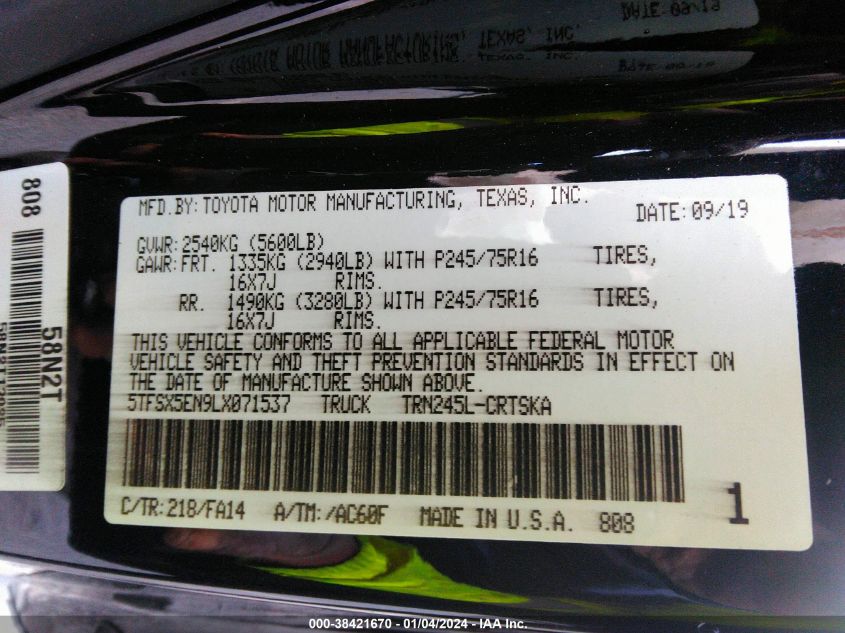 MFD.BY:TOYOTA MOTOR MANUFACTURING, TEXAS, INC. DATE:09/19
GVWR:2540KG (5600LB)
GAWR:FRT. 1335KG (2940LB) WITH P245/75R16 TIRES,
16X7J RIMS.
RR. 1490KG (3280LB) WITH P245/75R16 TIRES,
16X7J RIMS.
THIS VEHICLE CONFORMS TO ALL APPLICABLE FEDERAL MOTOR
VEHICLE SAFETY AND THEFT PREVENTION STANDARDS IN EFFECT ON
THE DATE OF MANUFACTURE SHOWN ABOVE.
5TFSX5EN9LX071537 TRUCK TRN245L-CRTSKA
C/TR:218/FA14 A/TM:/AC60F MADE IN U.S.A. 808
1
808
58N2T
000-38421670 - 01/04/2024 - IAA Inc.